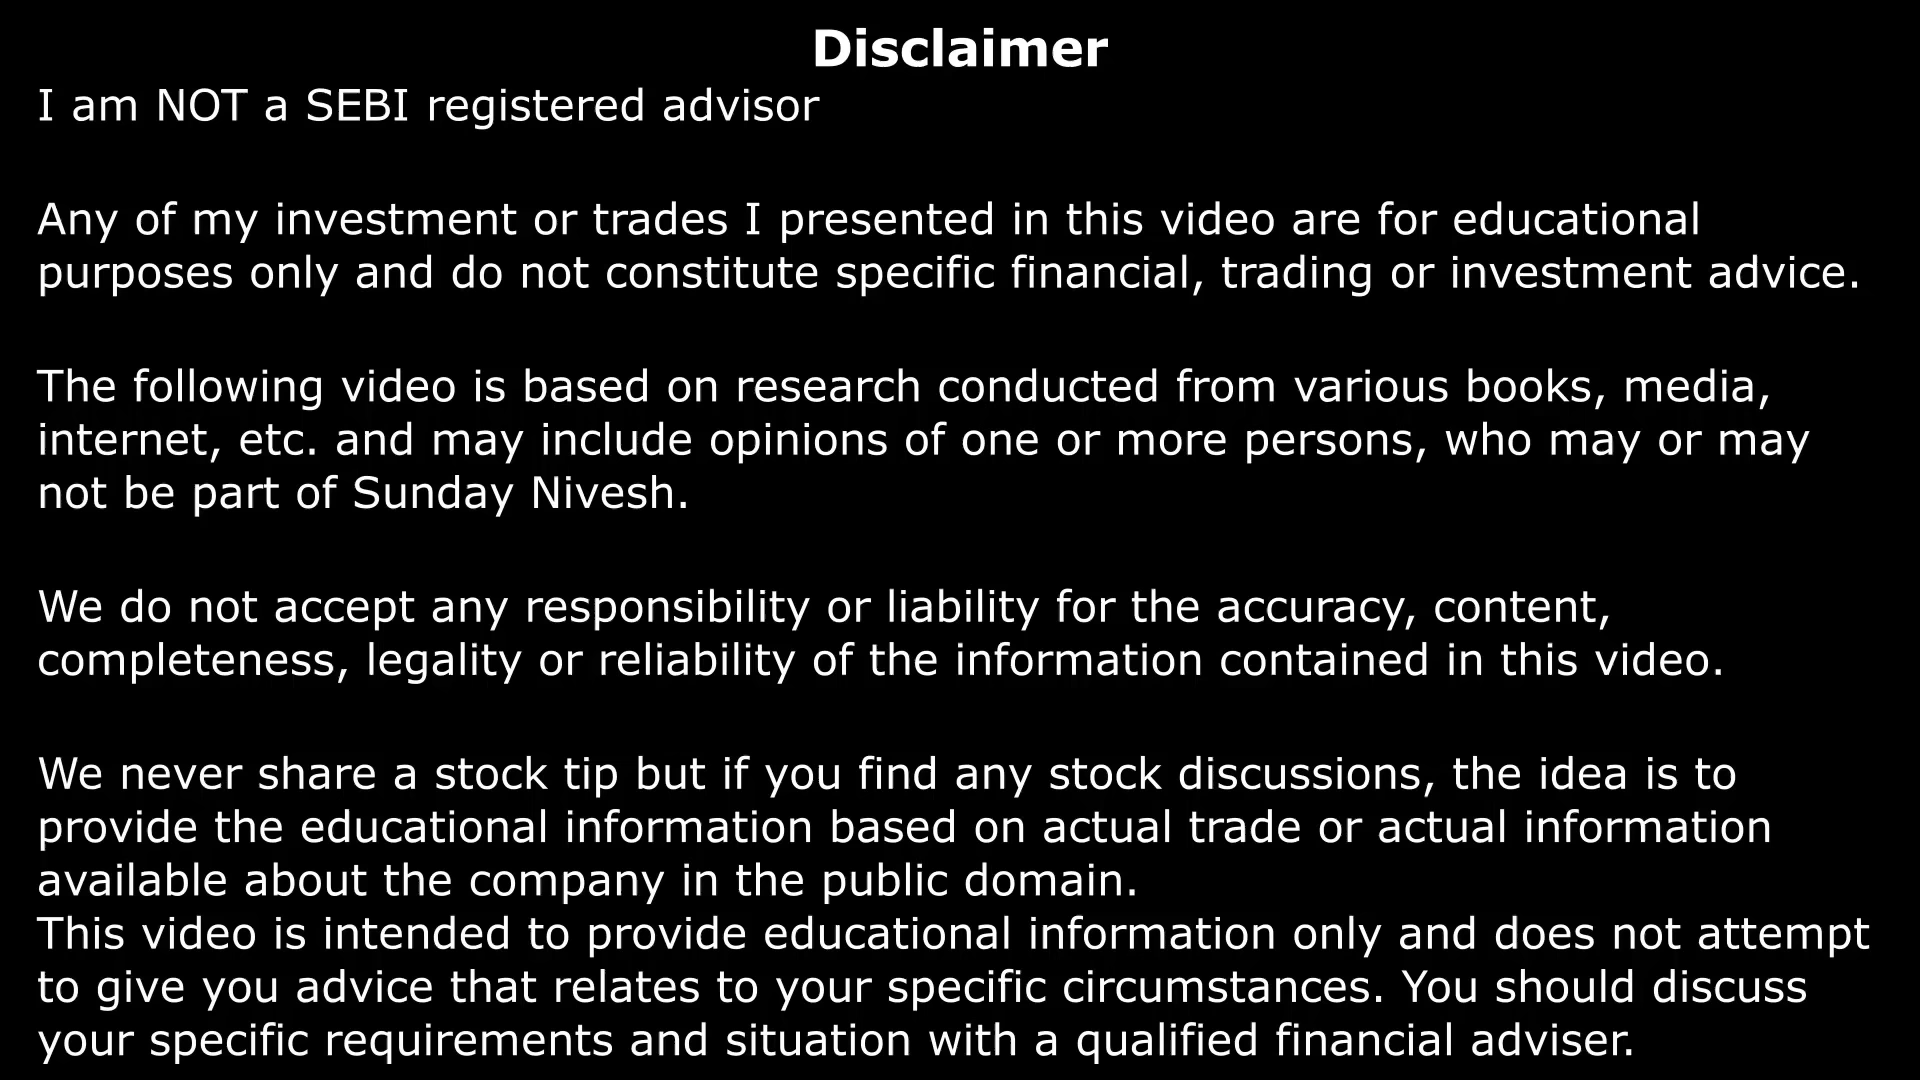 Disclaimer
I am NOT a SEBI registered advisor
Any of my investment or trades I presented in this video are for educational
purposes only and do not constitute specific financial, trading or investment advice.
The following video is based on research conducted from various books, media,
internet, etc. and may include opinions of one or more persons, who may or may
not be part of Sunday Nivesh.
We do not accept any responsibility or liability for the accuracy, content,
completeness, legality or reliability of the information contained in this video.
We never share a stock tip but if you find any stock discussions, the idea is to
provide the educational information based on actual trade or actual information
available about the company in the public domain.
This video is intended to provide educational information only and does not attempt
to give you advice that relates to your specific circumstances. You should discuss
your specific requirements and situation with a qualified financial adviser.